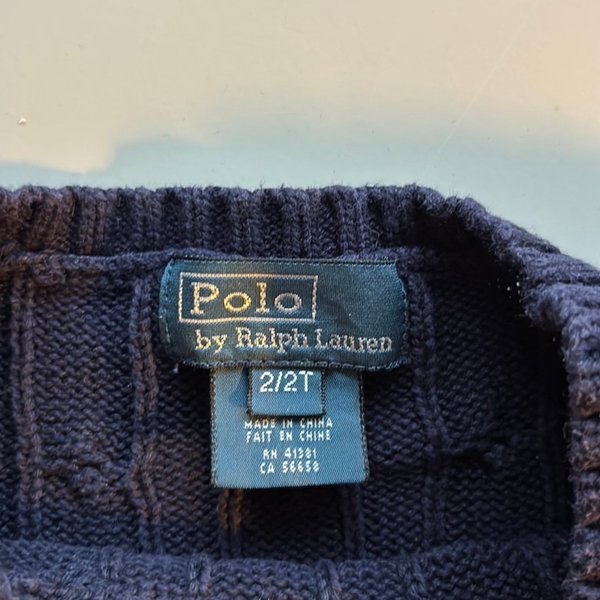 Polo
by Ralph Lauren
2/2T
MADE IN CHINA
FAIT EN CHINE
RN 41381
CA 56658